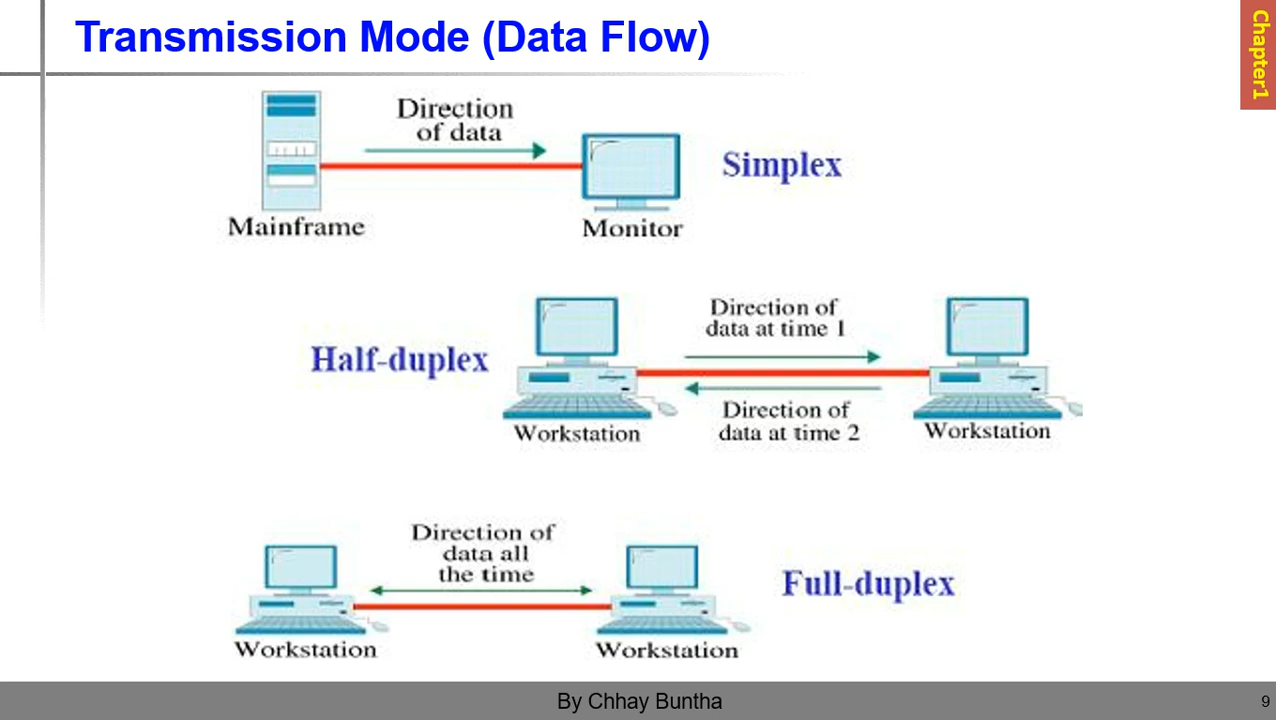 Transmission Mode (Data Flow)
Chapter1
Direction
of data
Simplex
Mainframe
Monitor
Direction of
data at time 1
Half-duplex
Direction of
data at time 2
Workstation
Workstation
Direction of
data all
the time
Full-duplex
Workstation
Workstation
By Chhay Buntha
9